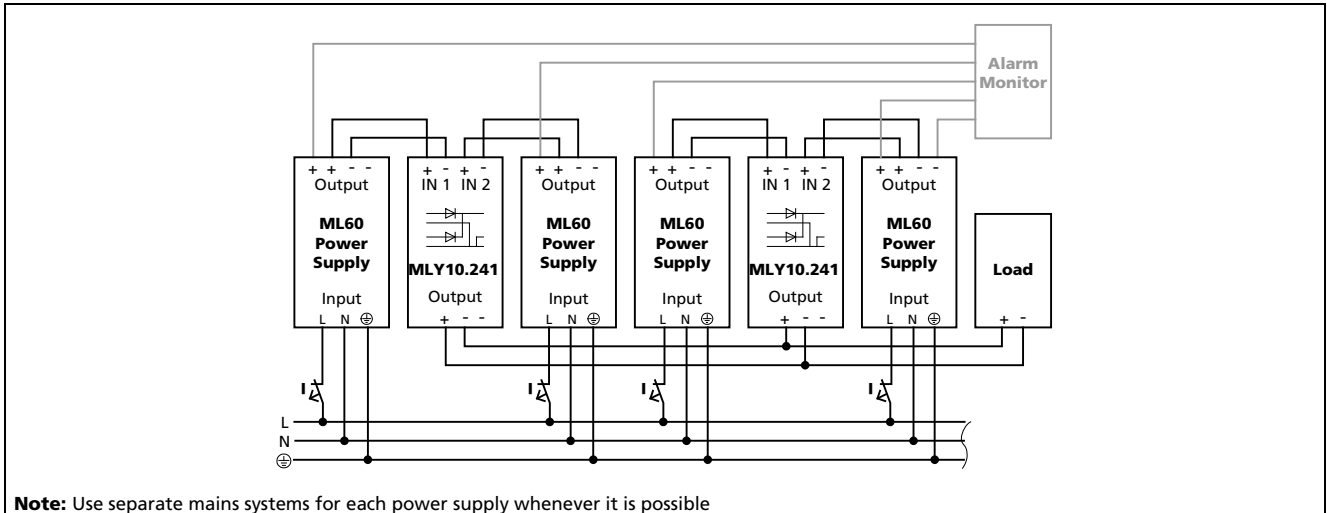 Alarm
Monitor
+ + - -
Output
ML60
Power
Supply
Input
L N ⏚
+ - + -
IN 1 IN 2
MLY10.241
Output
+ - -
+ + - -
Output
ML60
Power
Supply
Input
L N ⏚
+ + - -
Output
ML60
Power
Supply
Input
L N ⏚
+ - + -
IN 1 IN 2
MLY10.241
Output
+ - -
+ + - -
Output
ML60
Power
Supply
Input
L N ⏚
Load
+ -
I
I
I
I
L
N
⏚
Note: Use separate mains systems for each power supply whenever it is possible